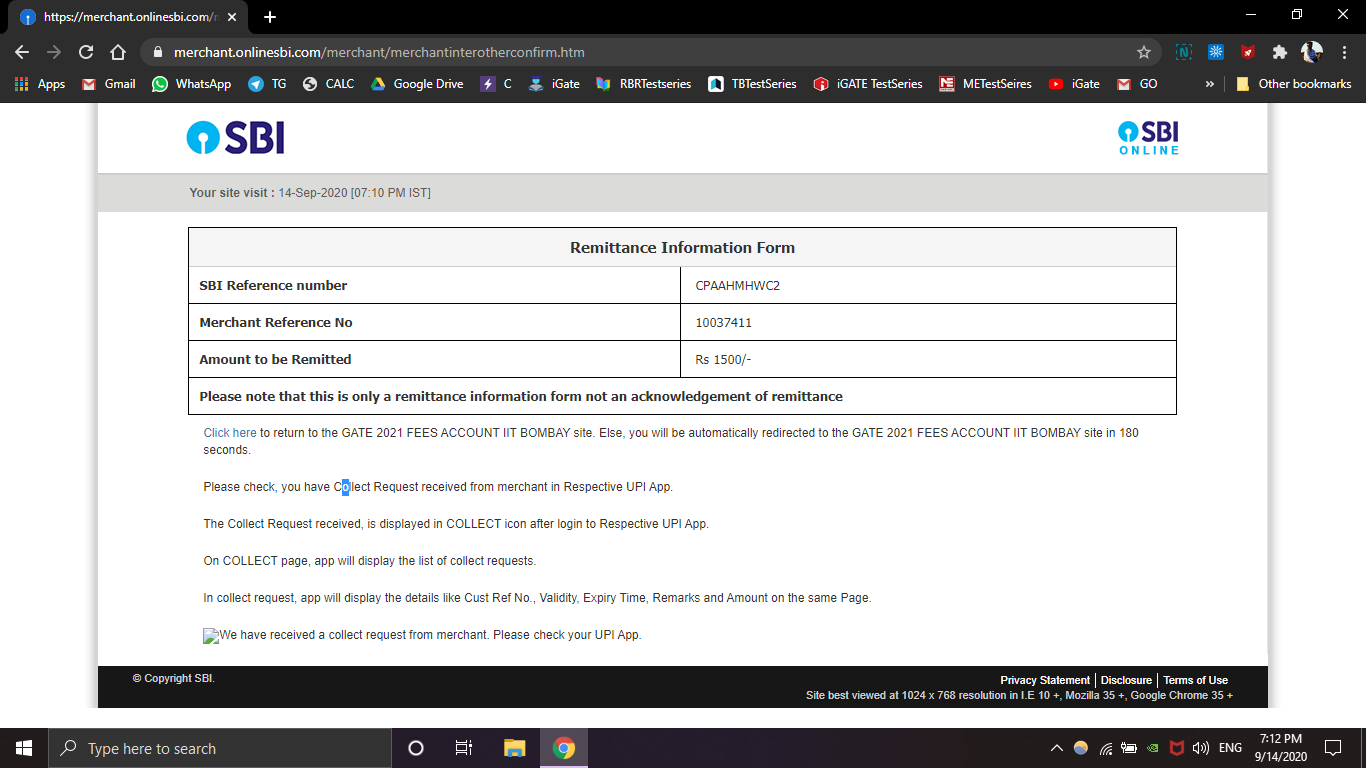 https://merchant.onlinesbi.com/
merchant.onlinesbi.com/merchant/merchantinterotherconfirm.htm
Apps Gmail WhatsApp TG CALC Google Drive C iGate RBRTestseries TBTestSeries iGATE TestSeries METestSeires iGate GO » Other bookmarks
SBI SBI
ONLINE
Your site visit : 14-Sep-2020 [07:10 PM IST]
Remittance Information Form
SBI Reference number CPAAHMHWC2
Merchant Reference No 10037411
Amount to be Remitted Rs 1500/-
Please note that this is only a remittance information form not an acknowledgement of remittance
Click here to return to the GATE 2021 FEES ACCOUNT IIT BOMBAY site. Else, you will be automatically redirected to the GATE 2021 FEES ACCOUNT IIT BOMBAY site in 180
seconds.
Please check, you have Collect Request received from merchant in Respective UPI App.
The Collect Request received, is displayed in COLLECT icon after login to Respective UPI App.
On COLLECT page, app will display the list of collect requests.
In collect request, app will display the details like Cust Ref No., Validity, Expiry Time, Remarks and Amount on the same Page.
We have received a collect request from merchant. Please check your UPI App.
© Copyright SBI. Privacy Statement | Disclosure | Terms of Use
Site best viewed at 1024 x 768 resolution in I.E 10 +, Mozilla 35 +, Google Chrome 35 +
Type here to search ENG 7:12 PM
9/14/2020